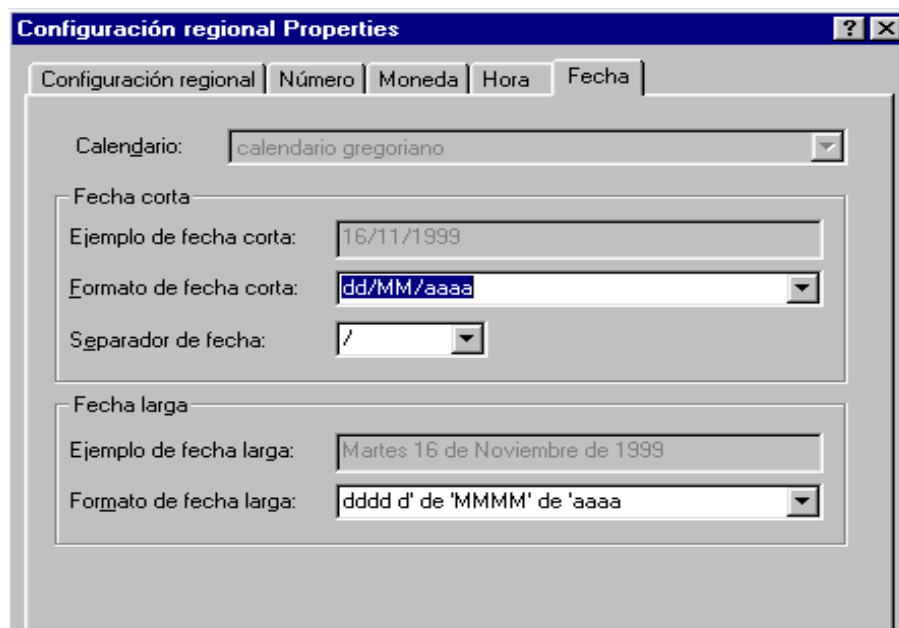 Configuración regional Properties
Configuración regional Número Moneda Hora Fecha
Calendario: calendario gregoriano
Fecha corta
Ejemplo de fecha corta: 16/11/1999
Formato de fecha corta: dd/MM/aaaa
Separador de fecha: /
Fecha larga
Ejemplo de fecha larga: Martes 16 de Noviembre de 1999
Formato de fecha larga: dddd d' de 'MMMM' de 'aaaa